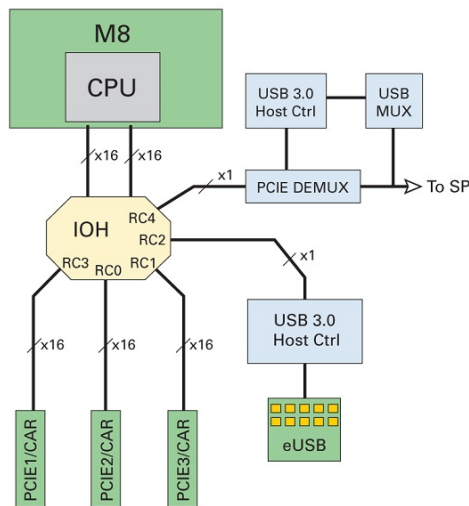 M8
CPU
USB 3.0
Host Ctrl
USB
MUX
x16
x16
x1
PCIE DEMUX
To SP
RC4
IOH
RC2
RC3
RC0
RC1
x1
USB 3.0
Host Ctrl
x16
x16
x16
PCIE1/CAR
PCIE2/CAR
PCIE3/CAR
eUSB